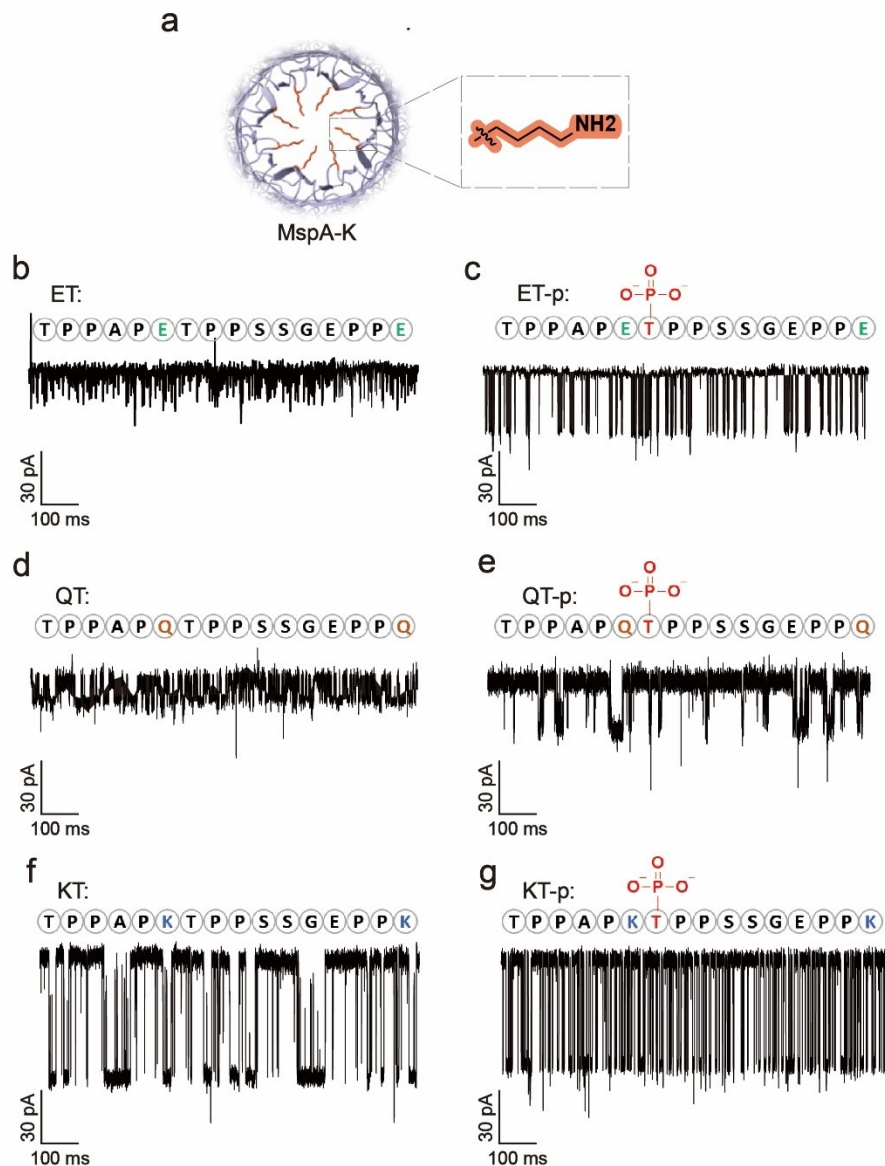 a
NH2
MspA-K
b
ET:
TPPAPETPPSSGEPPE
30 pA
100 ms
c
ET-p:
O
O⁻–P–O⁻
TPPAPETPPSSGEPPE
30 pA
100 ms
d
QT:
TPPAPQTPPSSGEPPQ
30 pA
100 ms
e
QT-p:
O
O⁻–P–O⁻
TPPAPQTPPSSGEPPQ
30 pA
100 ms
f
KT:
TPPAPKTPPSSGEPPK
30 pA
100 ms
g
KT-p:
O
O⁻–P–O⁻
TPPAPKTPPSSGEPPK
30 pA
100 ms